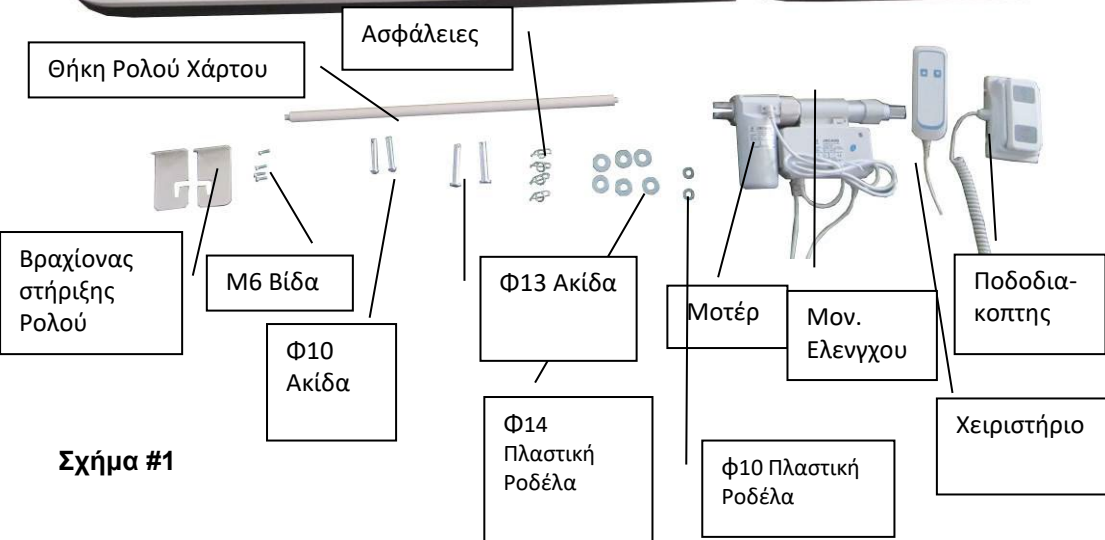 Ασφάλειες
Θήκη Ρολού Χάρτου
Βραχίονας
στήριξης
Ρολού
M6 Βίδα
Φ10
Ακίδα
Φ13 Ακίδα
Φ14
Πλαστική
Ροδέλα
Μοτέρ
Μον.
Ελενγχου
Ποδοδια-
κοπτης
Χειριστήριο
φ10 Πλαστική
Ροδέλα
Σχήμα #1